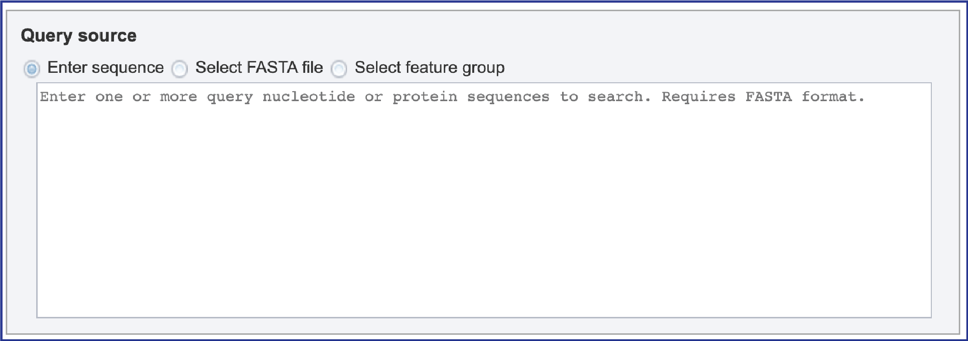 Query source
Enter sequence Select FASTA file Select feature group
Enter one or more query nucleotide or protein sequences to search. Requires FASTA format.